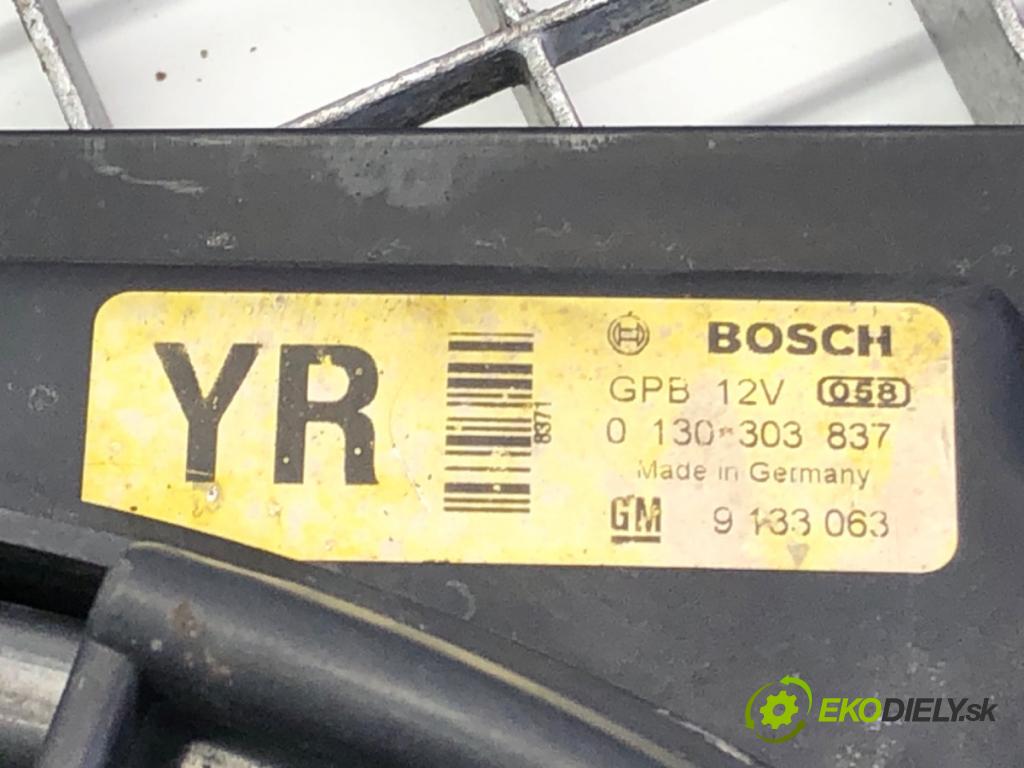 YR
8371
BOSCH
GPB 12V 058
0 130 303 837
Made in Germany
GM 9 133 063
EKODIELY.sk